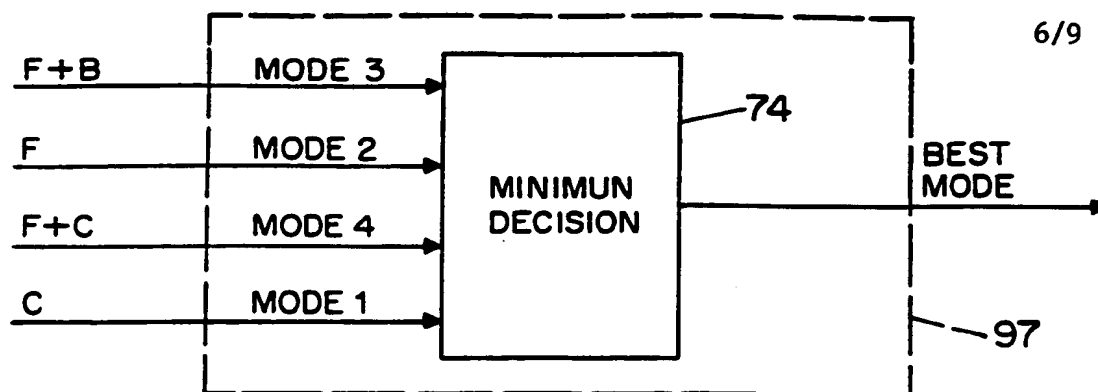 6/9
F+B MODE 3
F MODE 2
F+C MODE 4
C MODE 1
MINIMUN
DECISION
74
BEST
MODE
97